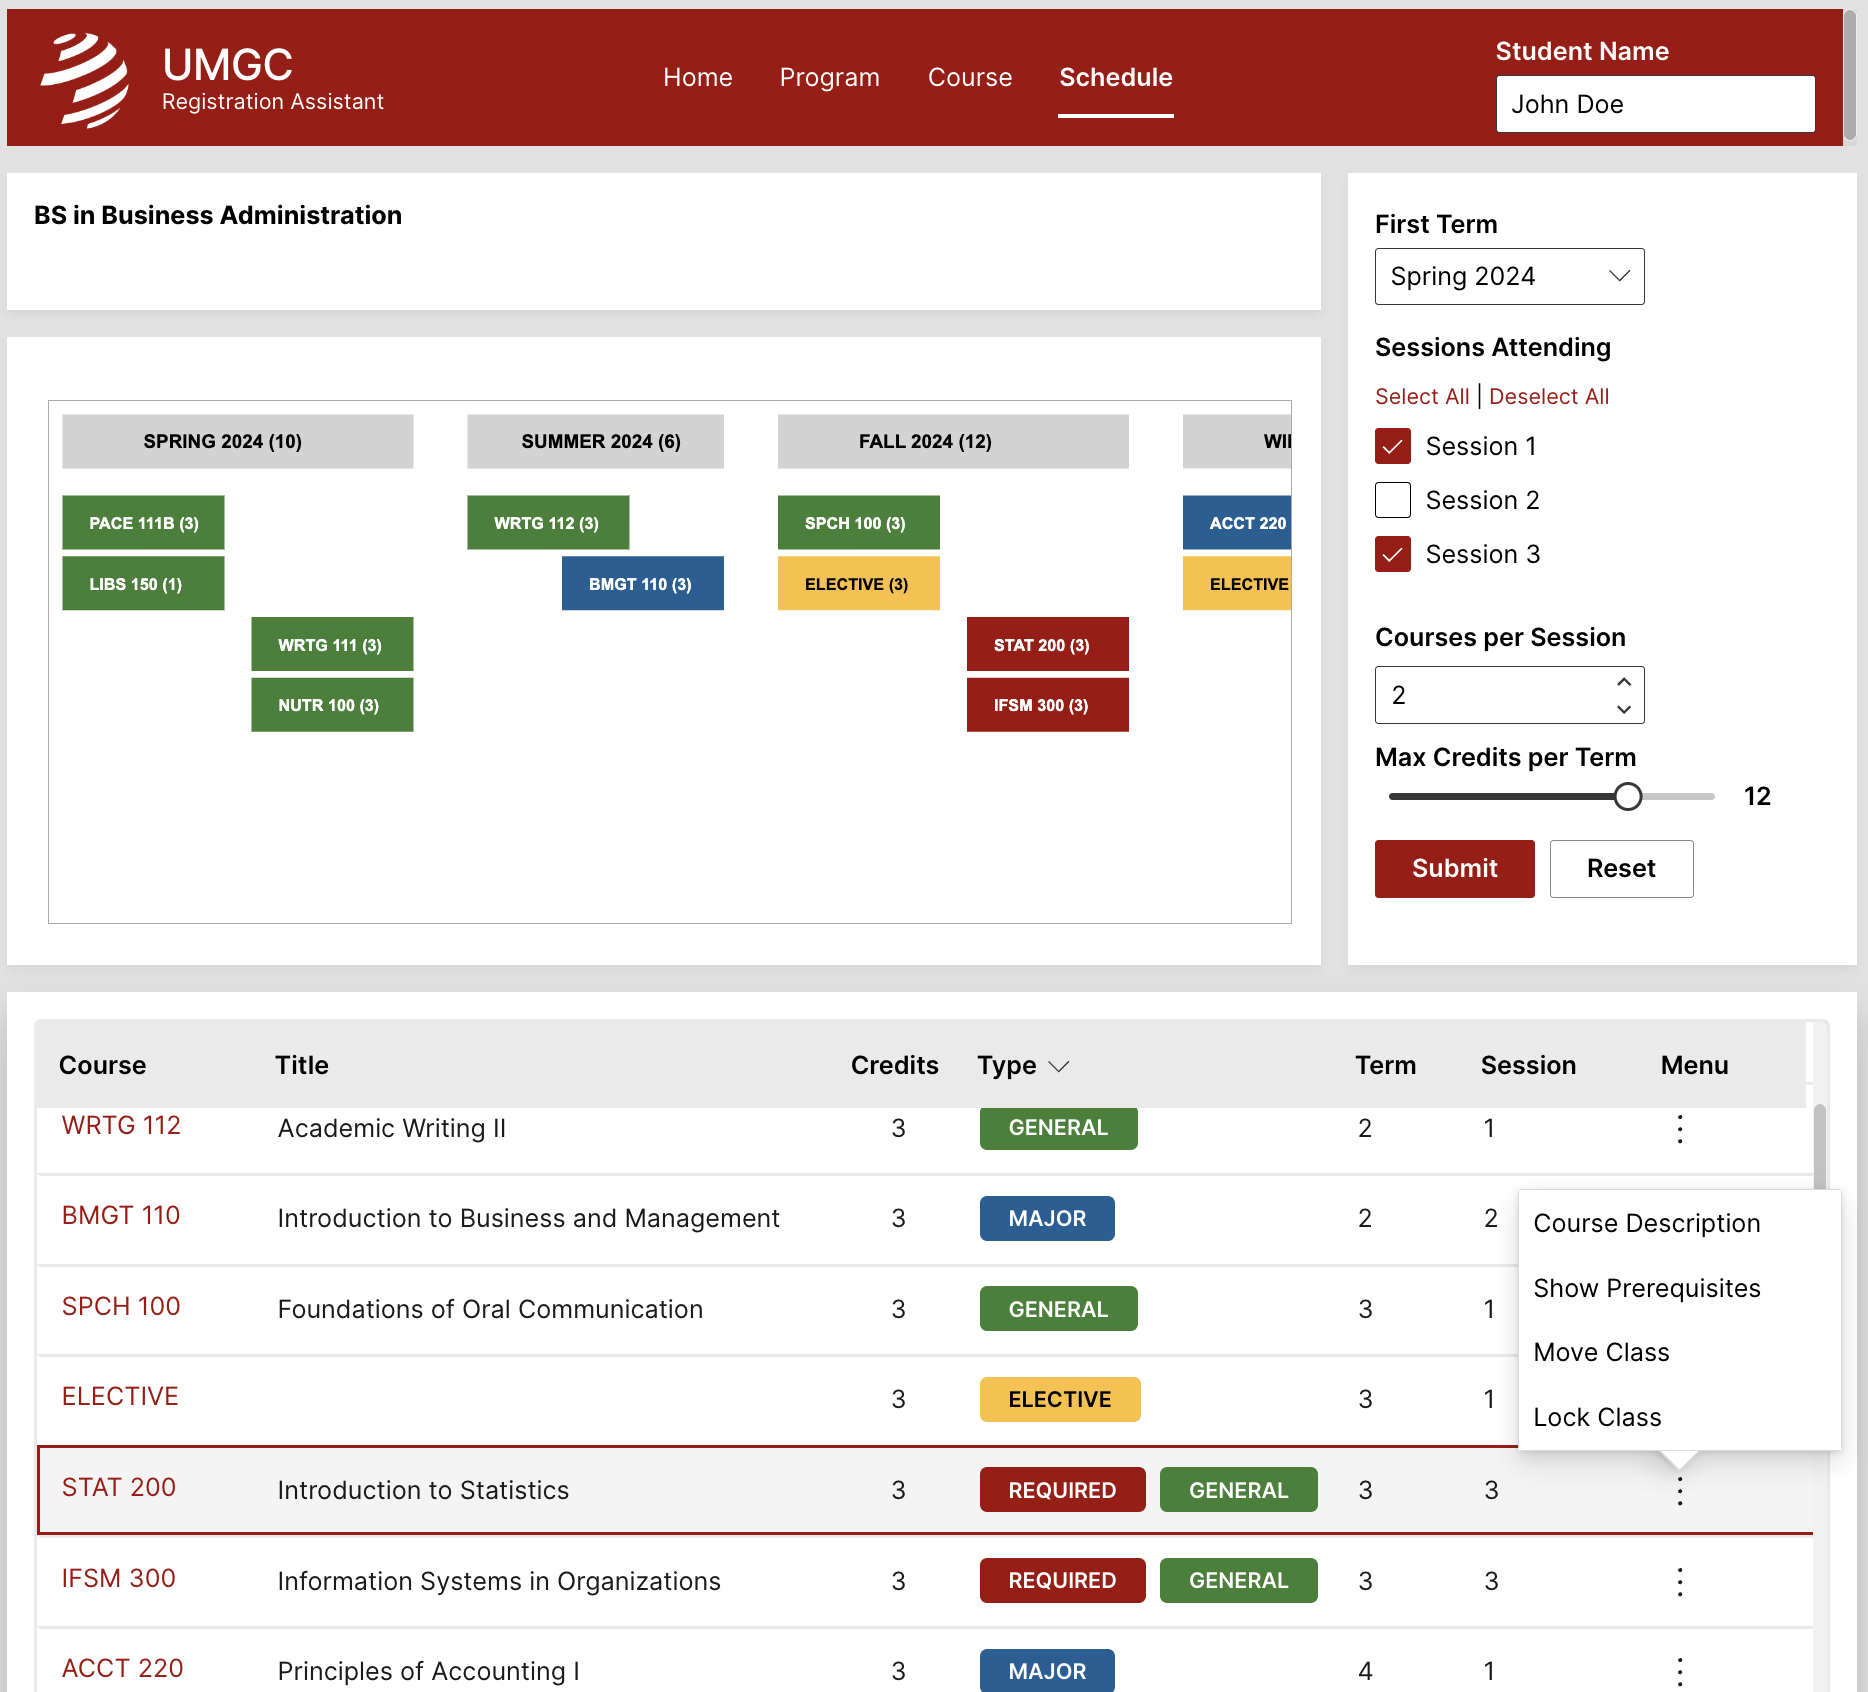 UMGC
Registration Assistant
Home Program Course Schedule
Student Name
John Doe
BS in Business Administration
SPRING 2024 (10) SUMMER 2024 (6) FALL 2024 (12) WI
PACE 111B (3) WRTG 112 (3) SPCH 100 (3) ACCT 220
LIBS 150 (1) BMGT 110 (3) ELECTIVE (3) ELECTIVE
WRTG 111 (3) STAT 200 (3)
NUTR 100 (3) IFSM 300 (3)
First Term
Spring 2024
Sessions Attending
Select All | Deselect All
Session 1
Session 2
Session 3
Courses per Session
2
Max Credits per Term
12
Submit Reset
Course Title Credits Type Term Session Menu
WRTG 112 Academic Writing II 3 GENERAL 2 1
BMGT 110 Introduction to Business and Management 3 MAJOR 2 2
SPCH 100 Foundations of Oral Communication 3 GENERAL 3 1
ELECTIVE 3 ELECTIVE 3 1
STAT 200 Introduction to Statistics 3 REQUIRED GENERAL 3 3
IFSM 300 Information Systems in Organizations 3 REQUIRED GENERAL 3 3
ACCT 220 Principles of Accounting I 3 MAJOR 4 1
Course Description
Show Prerequisites
Move Class
Lock Class